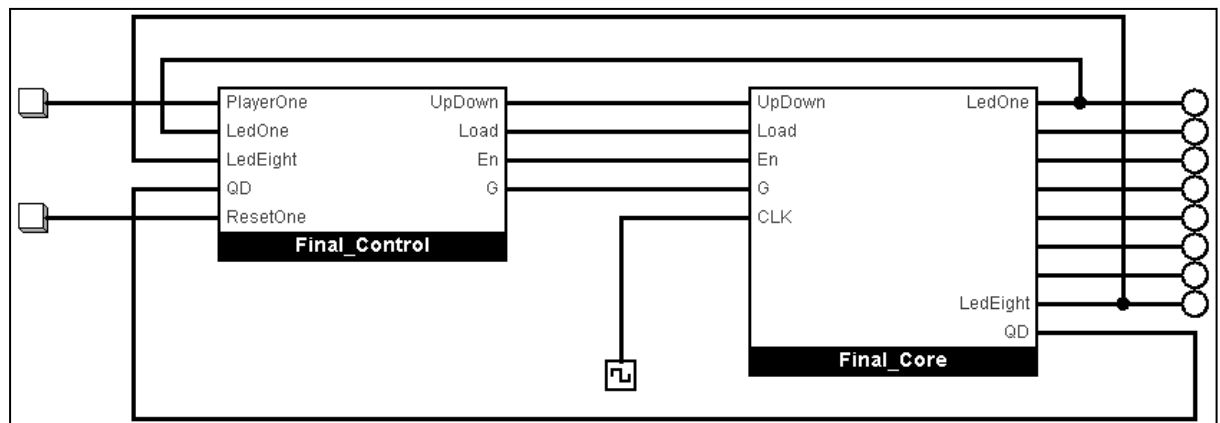 PlayerOne UpDown UpDown LedOne
LedOne Load Load
LedEight En En
QD G G
ResetOne CLK
Final_Control
LedEight
QD
Final_Core